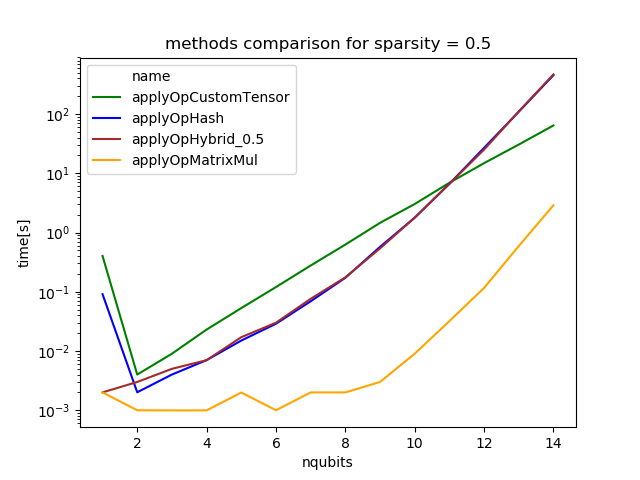 methods comparison for sparsity = 0.5
name
applyOpCustomTensor
applyOpHash
applyOpHybrid_0.5
applyOpMatrixMul
time[s]
10²
10¹
10⁰
10⁻¹
10⁻²
10⁻³
2 4 6 8 10 12 14
nqubits